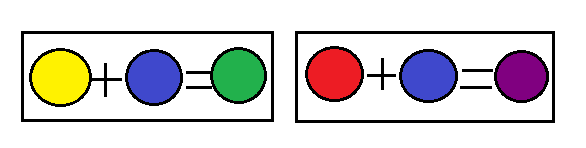 + = + =